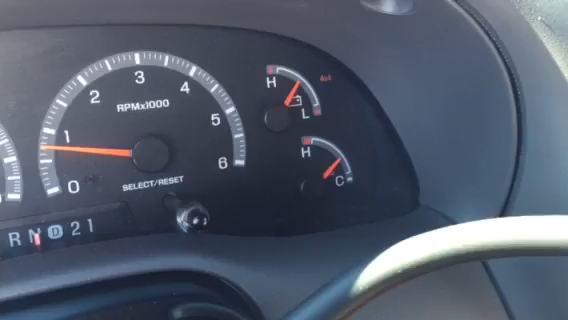 3
2 4
H 4x4
RPMx1000
5 L
1 H
6
0 SELECT/RESET C
R N D 2 1